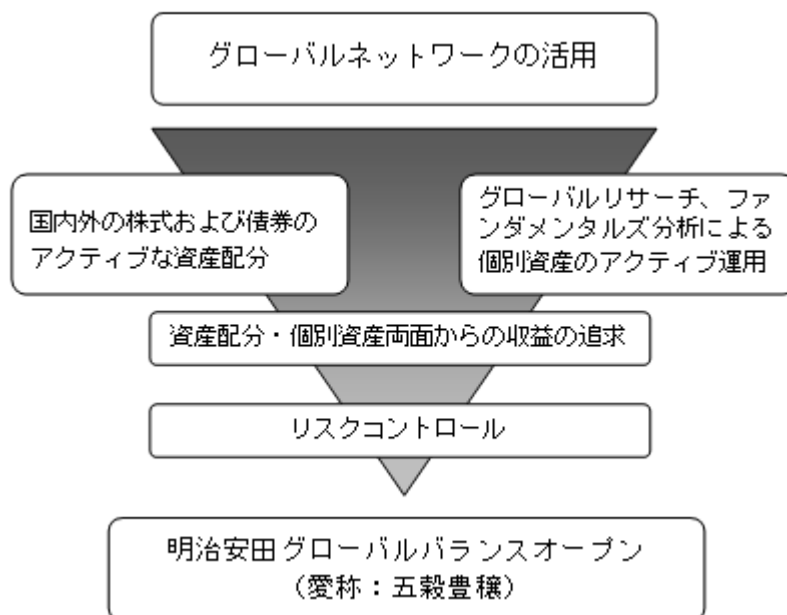 グローバルネットワークの活用
国内外の株式および債券の
アクティブな資産配分
グローバルリサーチ、ファ
ンダメンタルズ分析による
個別資産のアクティブ運用
資産配分・個別資産両面からの収益の追求
リスクコントロール
明治安田グローバルバランスオープン
（愛称：五穀豊穣）